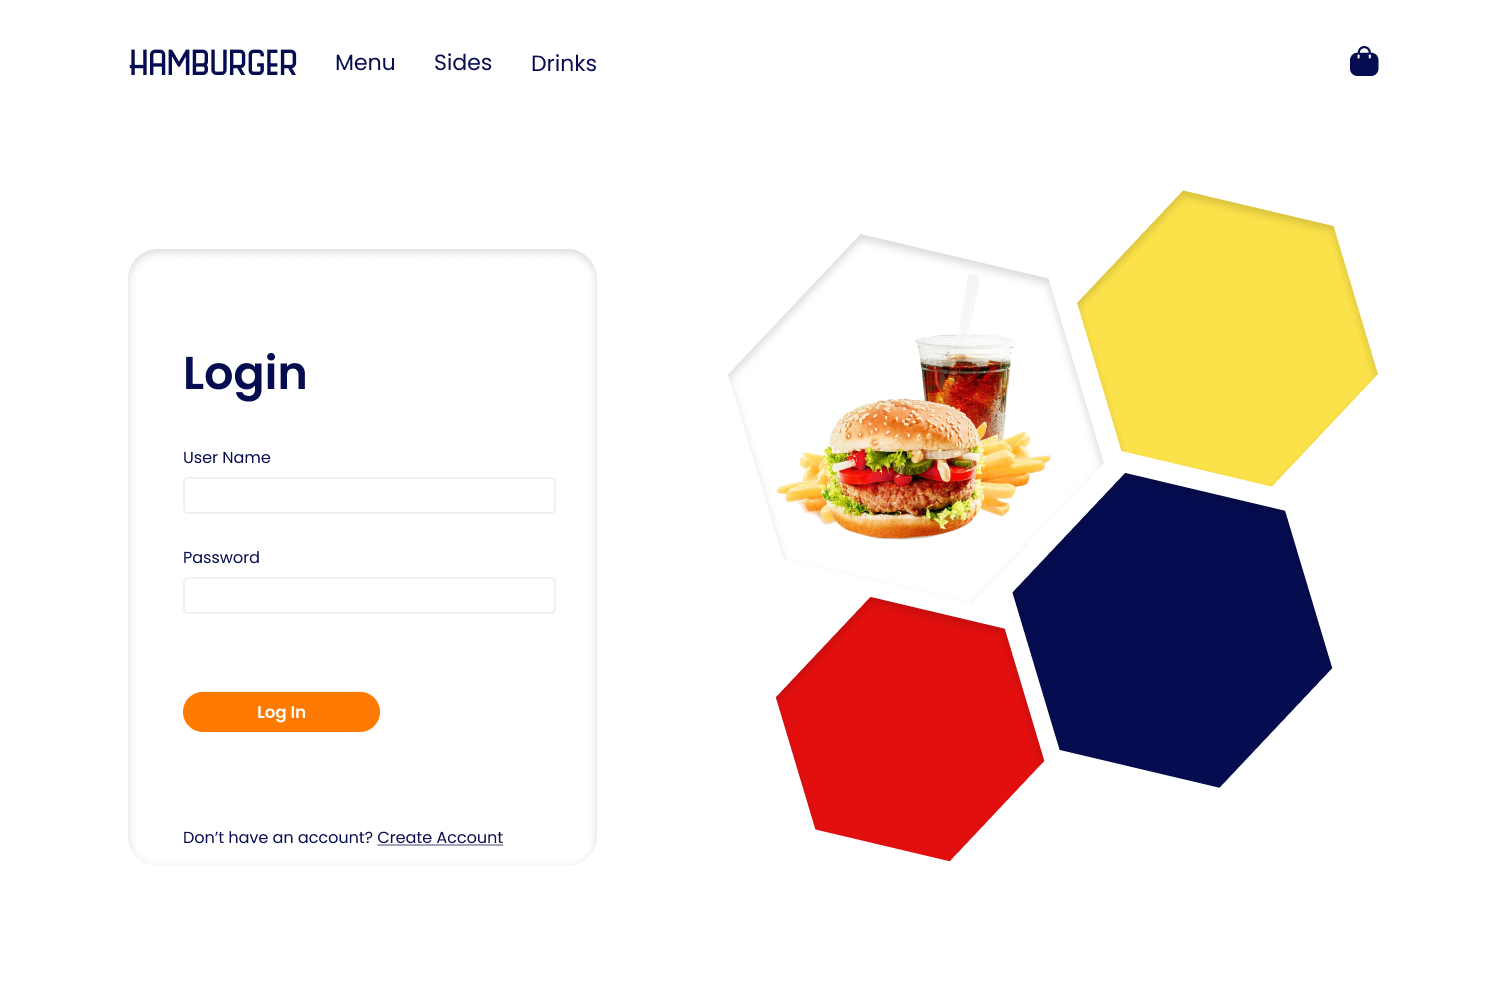 HAMBURGER Menu Sides Drinks
Login
User Name
Password
Log In
Don’t have an account? Create Account